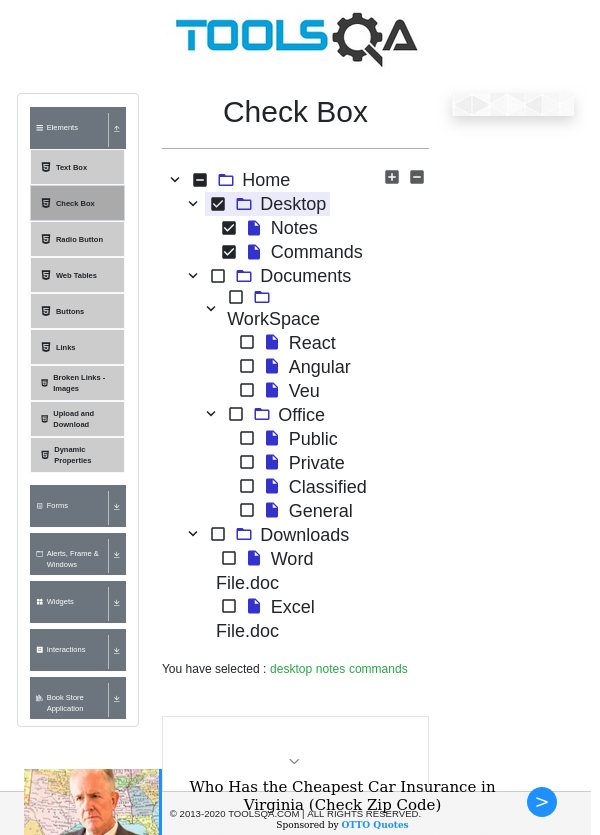 TOOLSQA
Check Box
Elements
Text Box
Check Box
Radio Button
Web Tables
Buttons
Links
Broken Links -
Images
Upload and
Download
Dynamic
Properties
Forms
Alerts, Frame &
Windows
Widgets
Interactions
Book Store
Application
Home
Desktop
Notes
Commands
Documents
WorkSpace
React
Angular
Veu
Office
Public
Private
Classified
General
Downloads
Word
File.doc
Excel
File.doc
You have selected : desktop notes commands
Who Has the Cheapest Car Insurance in
Virginia (Check Zip Code)
© 2013-2020 TOOLSQA.COM | ALL RIGHTS RESERVED.
Sponsored by OTTO Quotes